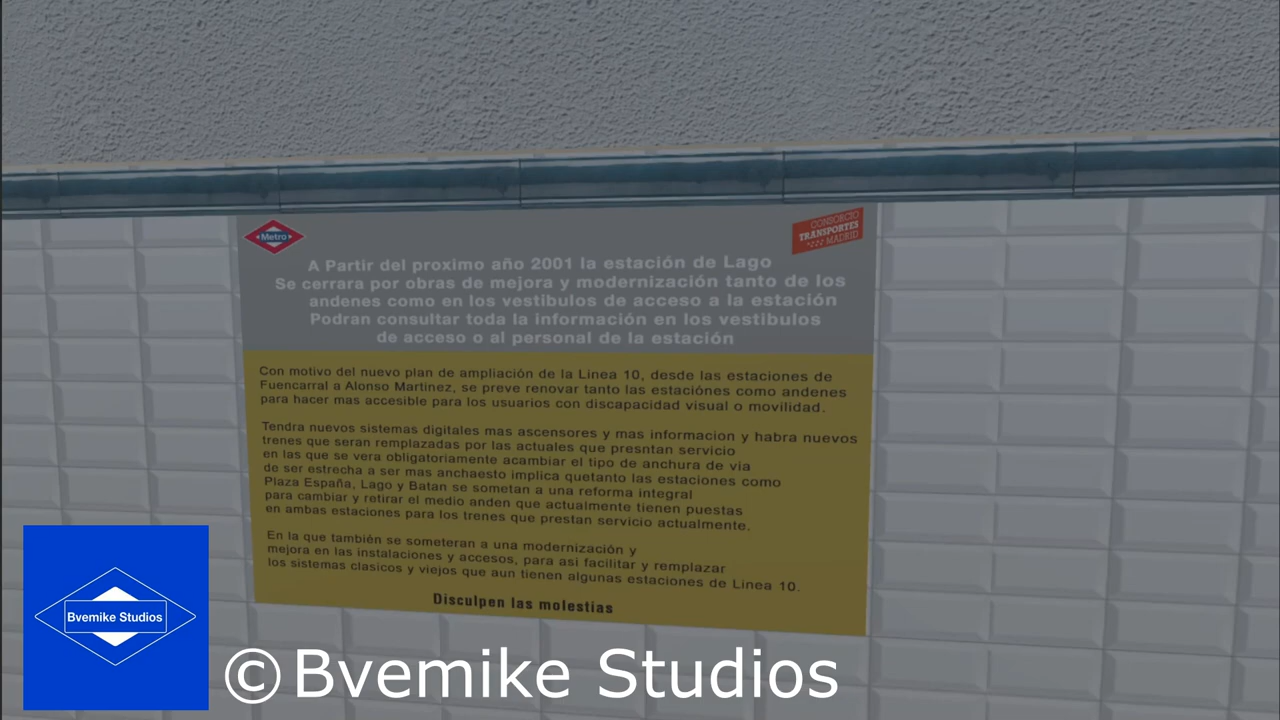 Metro
CONSORCIO
TRANSPORTES
MADRID
A Partir del proximo año 2001 la estación de Lago
Se cerrara por obras de mejora y modernización tanto de los
andenes como en los vestibulos de acceso a la estación
Podran consultar toda la información en los vestibulos
de acceso o al personal de la estación
Con motivo del nuevo plan de ampliación de la Linea 10, desde las estaciones de
Fuencarral a Alonso Martinez, se preve renovar tanto las estaciónes como andenes
para hacer mas accesible para los usuarios con discapacidad visual o movilidad.
Tendra nuevos sistemas digitales mas ascensores y mas informacion y habra nuevos
trenes que seran remplazadas por las actuales que presntan servicio
en las que se vera obligatoriamente acambiar el tipo de anchura de via
de ser estrecha a ser mas anchaesto implica quetanto las estaciones como
Plaza España, Lago y Batan se sometan a una reforma integral
para cambiar y retirar el medio anden que actualmente tienen puestas
en ambas estaciones para los trenes que prestan servicio actualmente.
En la que también se someteran a una modernización y
mejora en las instalaciones y accesos, para asi facilitar y remplazar
los sistemas clasicos y viejos que aun tienen algunas estaciones de Linea 10.
Disculpen las molestias
Bvemike Studios
©Bvemike Studios